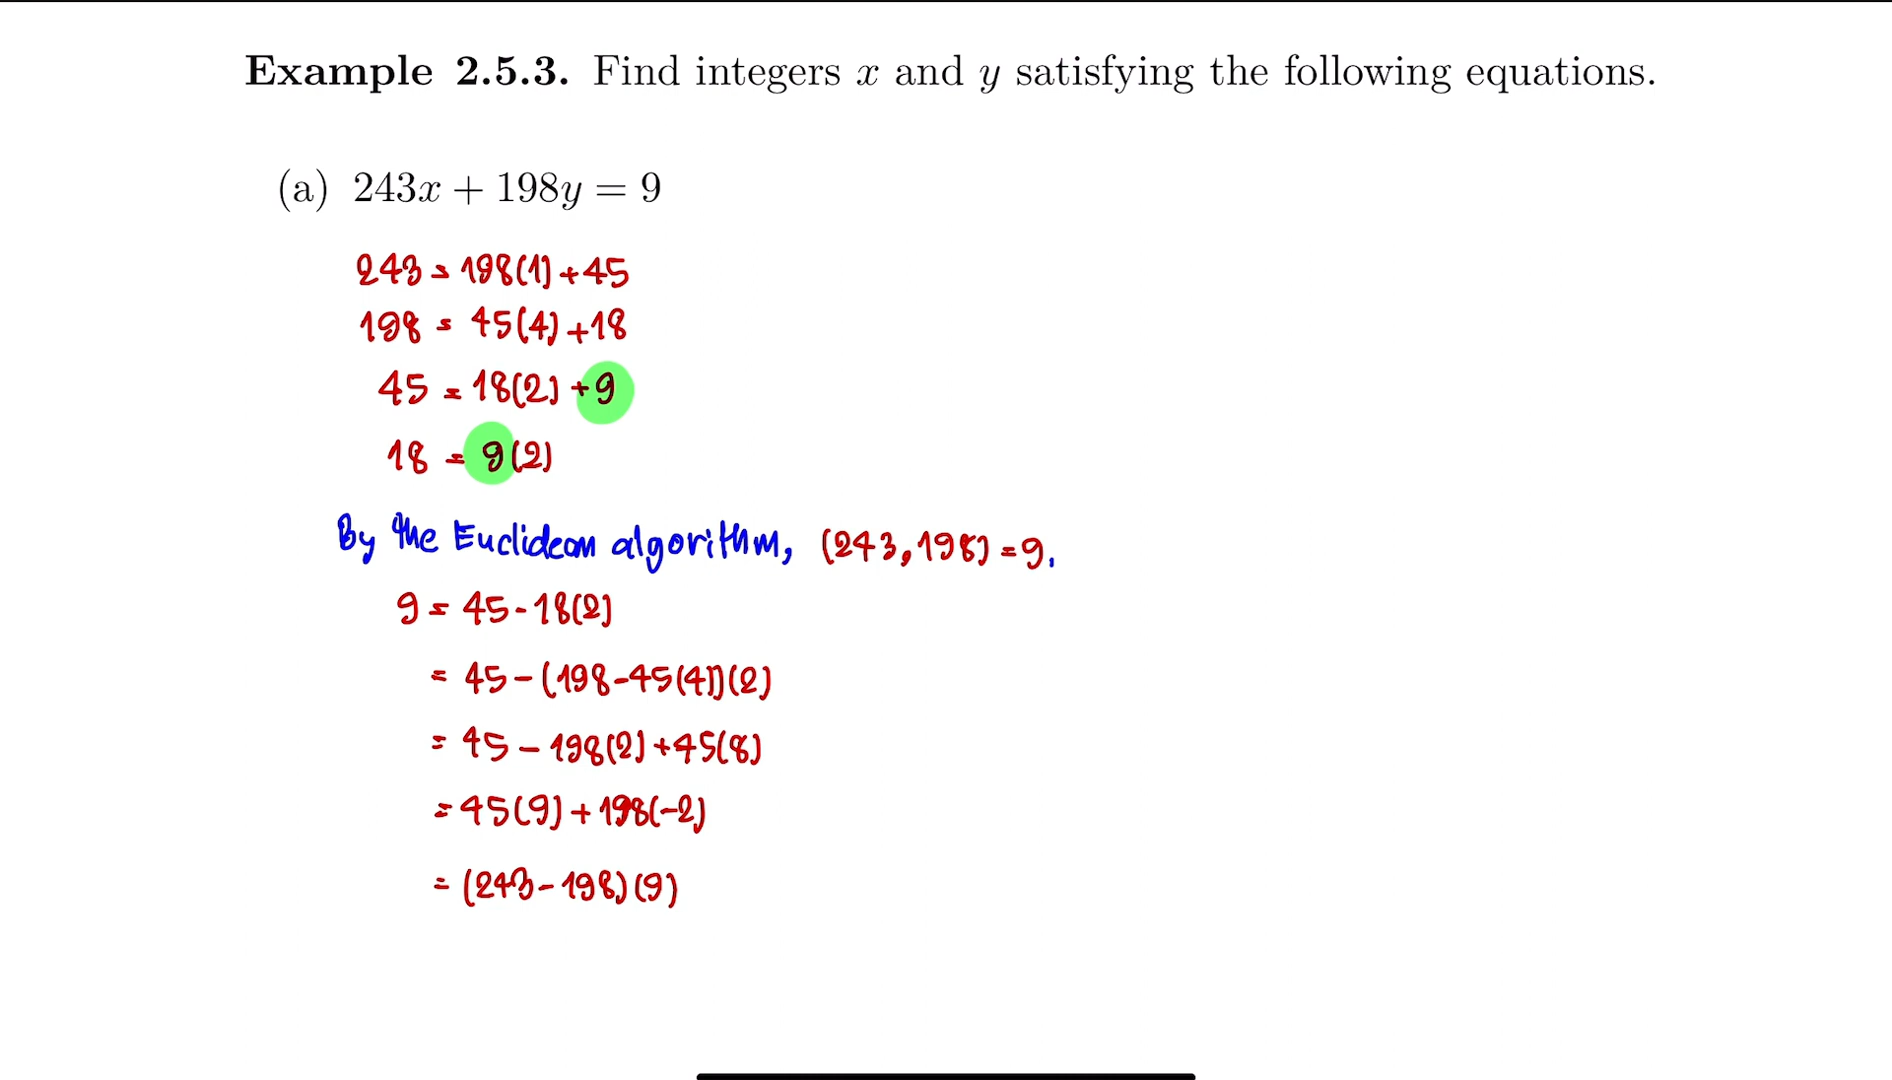 Example 2.5.3. Find integers x and y satisfying the following equations.
(a) 243x + 198y = 9
243 = 198(1) + 45
198 = 45(4) + 18
45 = 18(2) + 9
18 = 9(2)
By the Euclidean algorithm, (243, 198) = 9.
9 = 45 - 18(2)
= 45 - (198 - 45(4))(2)
= 45 - 198(2) + 45(8)
= 45(9) + 198(-2)
= (243 - 198)(9)